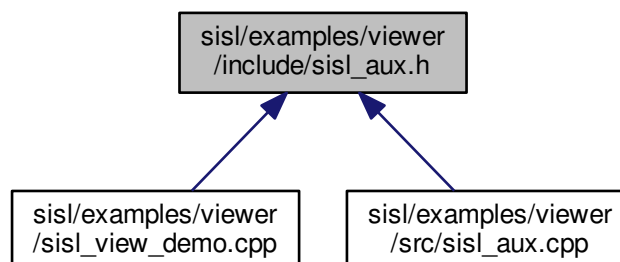 sisl/examples/viewer
/include/sisl_aux.h
sisl/examples/viewer
/sisl_view_demo.cpp
sisl/examples/viewer
/src/sisl_aux.cpp